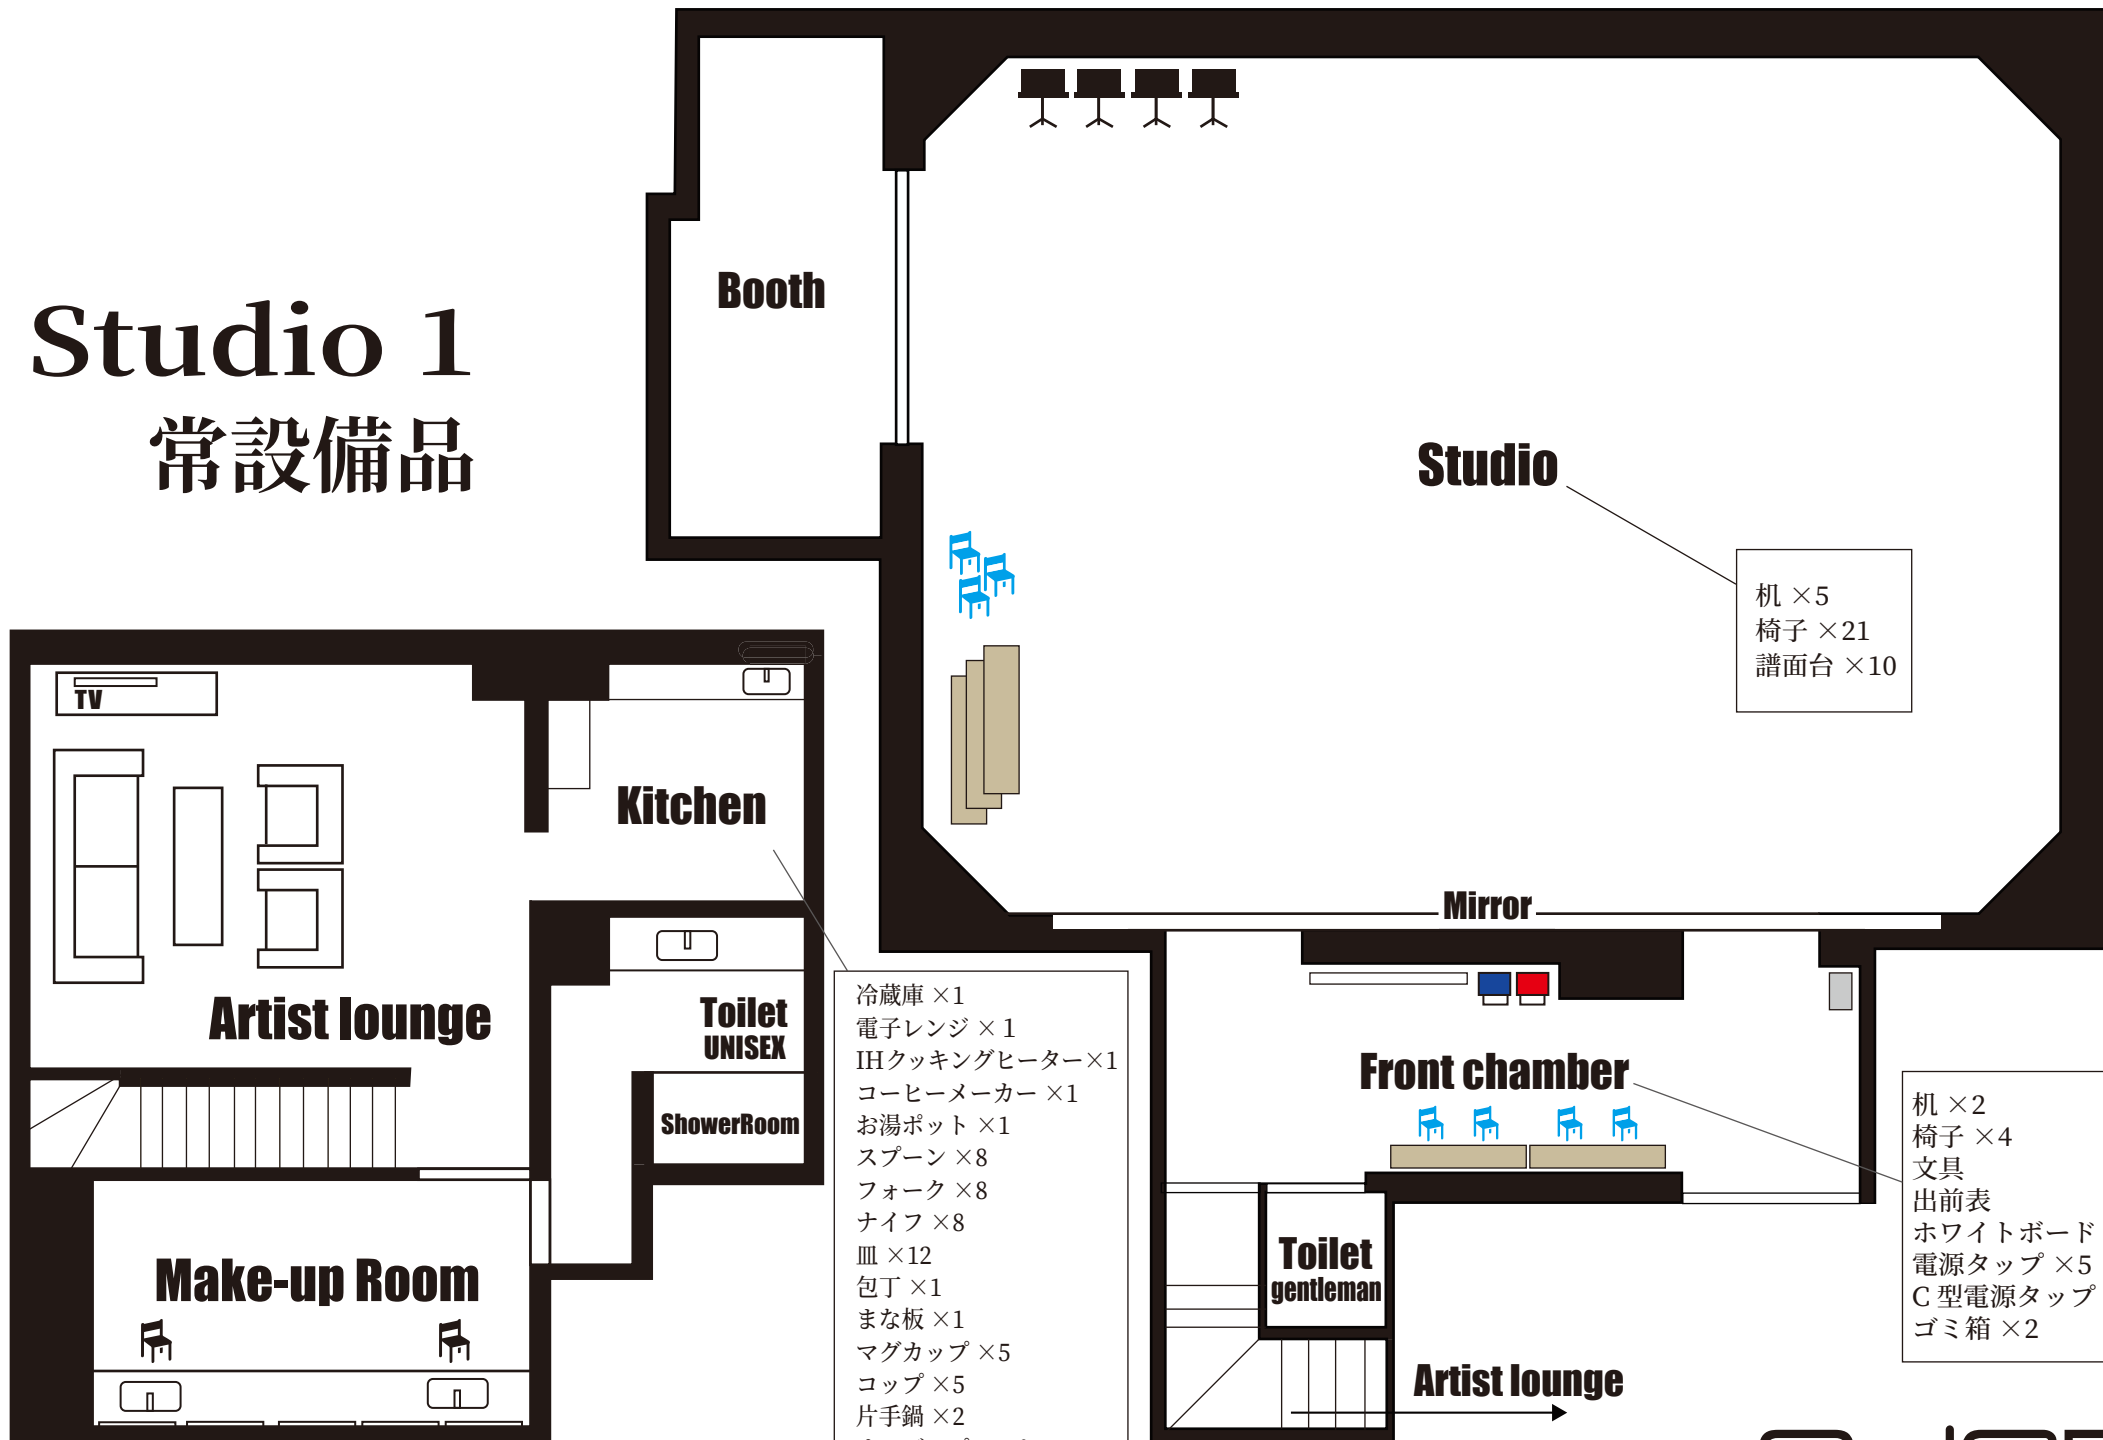 Studio 1
常設備品
Booth
Studio
机 ×5
椅子 ×21
譜面台 ×10
Mirror
TV
Kitchen
Artist lounge
Toilet
UNISEX
ShowerRoom
Make-up Room
冷蔵庫 ×1
電子レンジ ×１
IHクッキングヒーター×1
コーヒーメーカー ×1
お湯ポット ×1
スプーン ×8
フォーク ×8
ナイフ ×8
皿 ×12
包丁 ×1
まな板 ×1
マグカップ ×5
コップ ×5
片手鍋 ×2
Front chamber
机 ×2
椅子 ×4
文具
出前表
ホワイトボード
電源タップ ×5
C 型電源タップ
ゴミ箱 ×2
Toilet
gentleman
Artist lounge